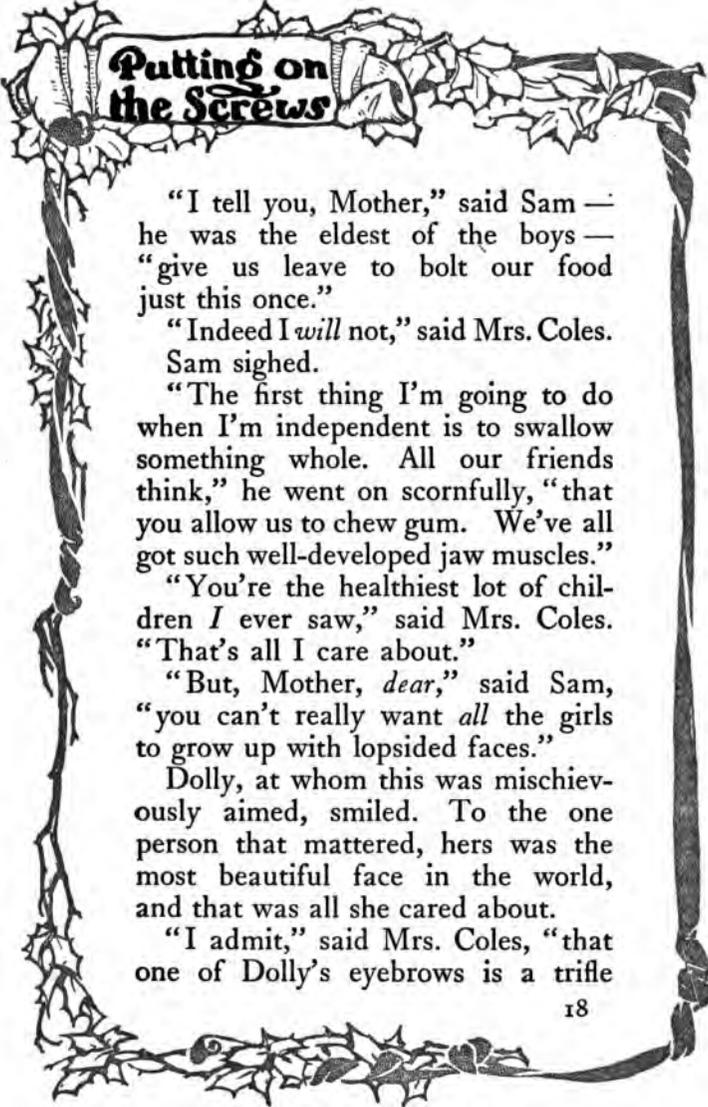 Putting on
the Screws
“I tell you, Mother,” said Sam —
he was the eldest of the boys —
“give us leave to bolt our food
just this once.”
“Indeed I will not,” said Mrs. Coles.
Sam sighed.
“The first thing I'm going to do
when I'm independent is to swallow
something whole. All our friends
think,” he went on scornfully, “that
you allow us to chew gum. We've all
got such well-developed jaw muscles.”
“You're the healthiest lot of chil-
dren I ever saw,” said Mrs. Coles.
“That's all I care about.”
“But, Mother, dear,” said Sam,
“you can't really want all the girls
to grow up with lopsided faces.”
Dolly, at whom this was mischiev-
ously aimed, smiled. To the one
person that mattered, hers was the
most beautiful face in the world,
and that was all she cared about.
“I admit,” said Mrs. Coles, “that
one of Dolly's eyebrows is a trifle
18